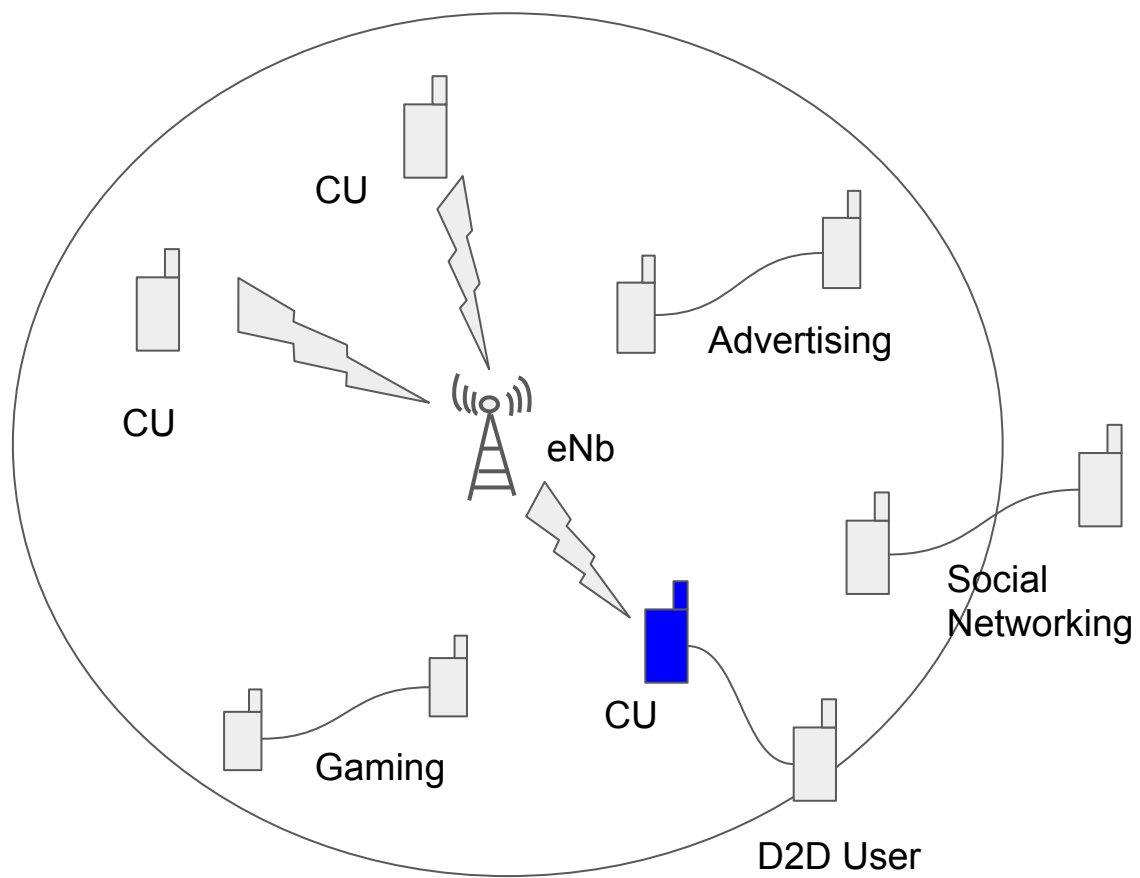 CU
Advertising
CU
eNb
Social
Networking
CU
Gaming
D2D User